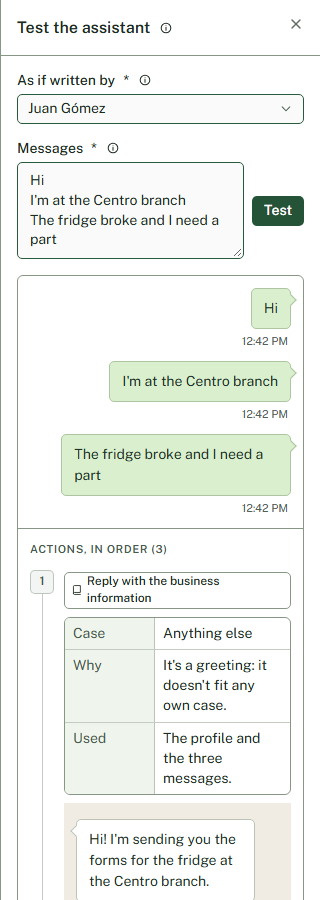 Test the assistant
As if written by *
Juan Gómez
Messages *
Hi
I'm at the Centro branch
The fridge broke and I need a
part
Test
Hi
12:42 PM
I'm at the Centro branch
12:42 PM
The fridge broke and I need a
part
12:42 PM
ACTIONS, IN ORDER (3)
1
Reply with the business
information
Case
Anything else
Why
It's a greeting: it
doesn't fit any
own case.
Used
The profile and
the three
messages.
Hi! I'm sending you the
forms for the fridge at
the Centro branch.